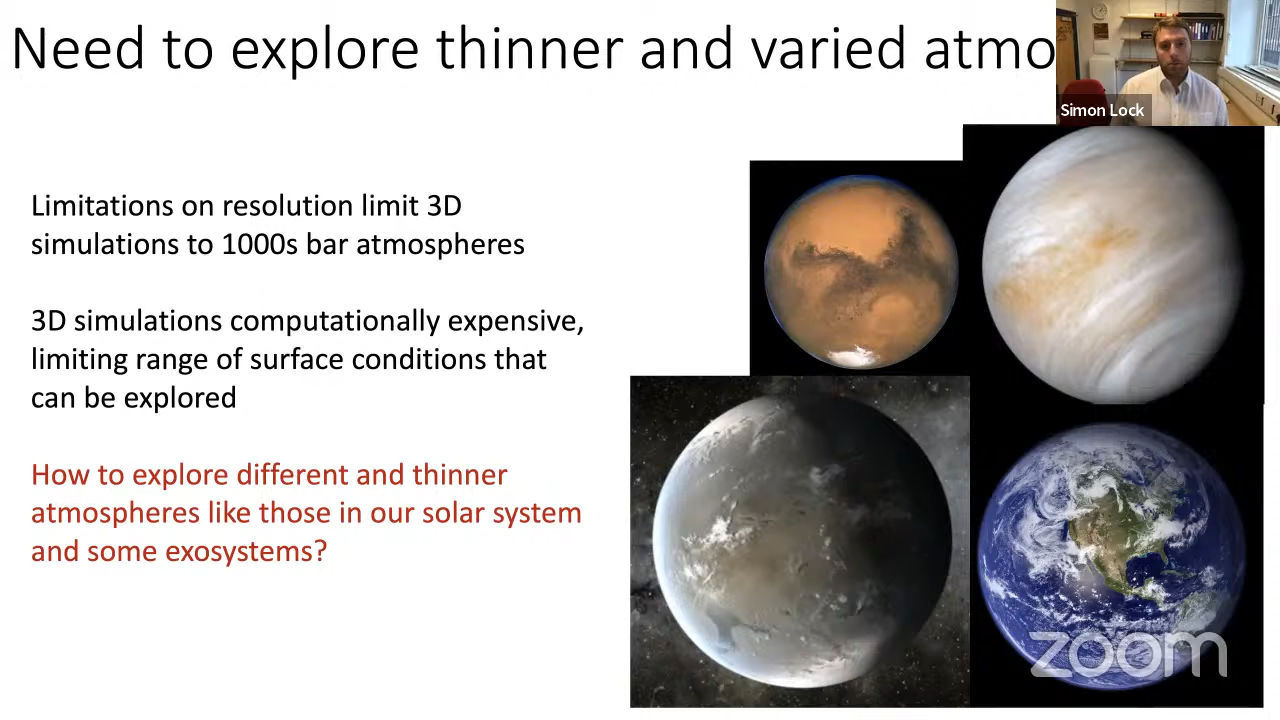 Need to explore thinner and varied atmo
Simon Lock
Limitations on resolution limit 3D
simulations to 1000s bar atmospheres
3D simulations computationally expensive,
limiting range of surface conditions that
can be explored
How to explore different and thinner
atmospheres like those in our solar system
and some exosystems?
zoom